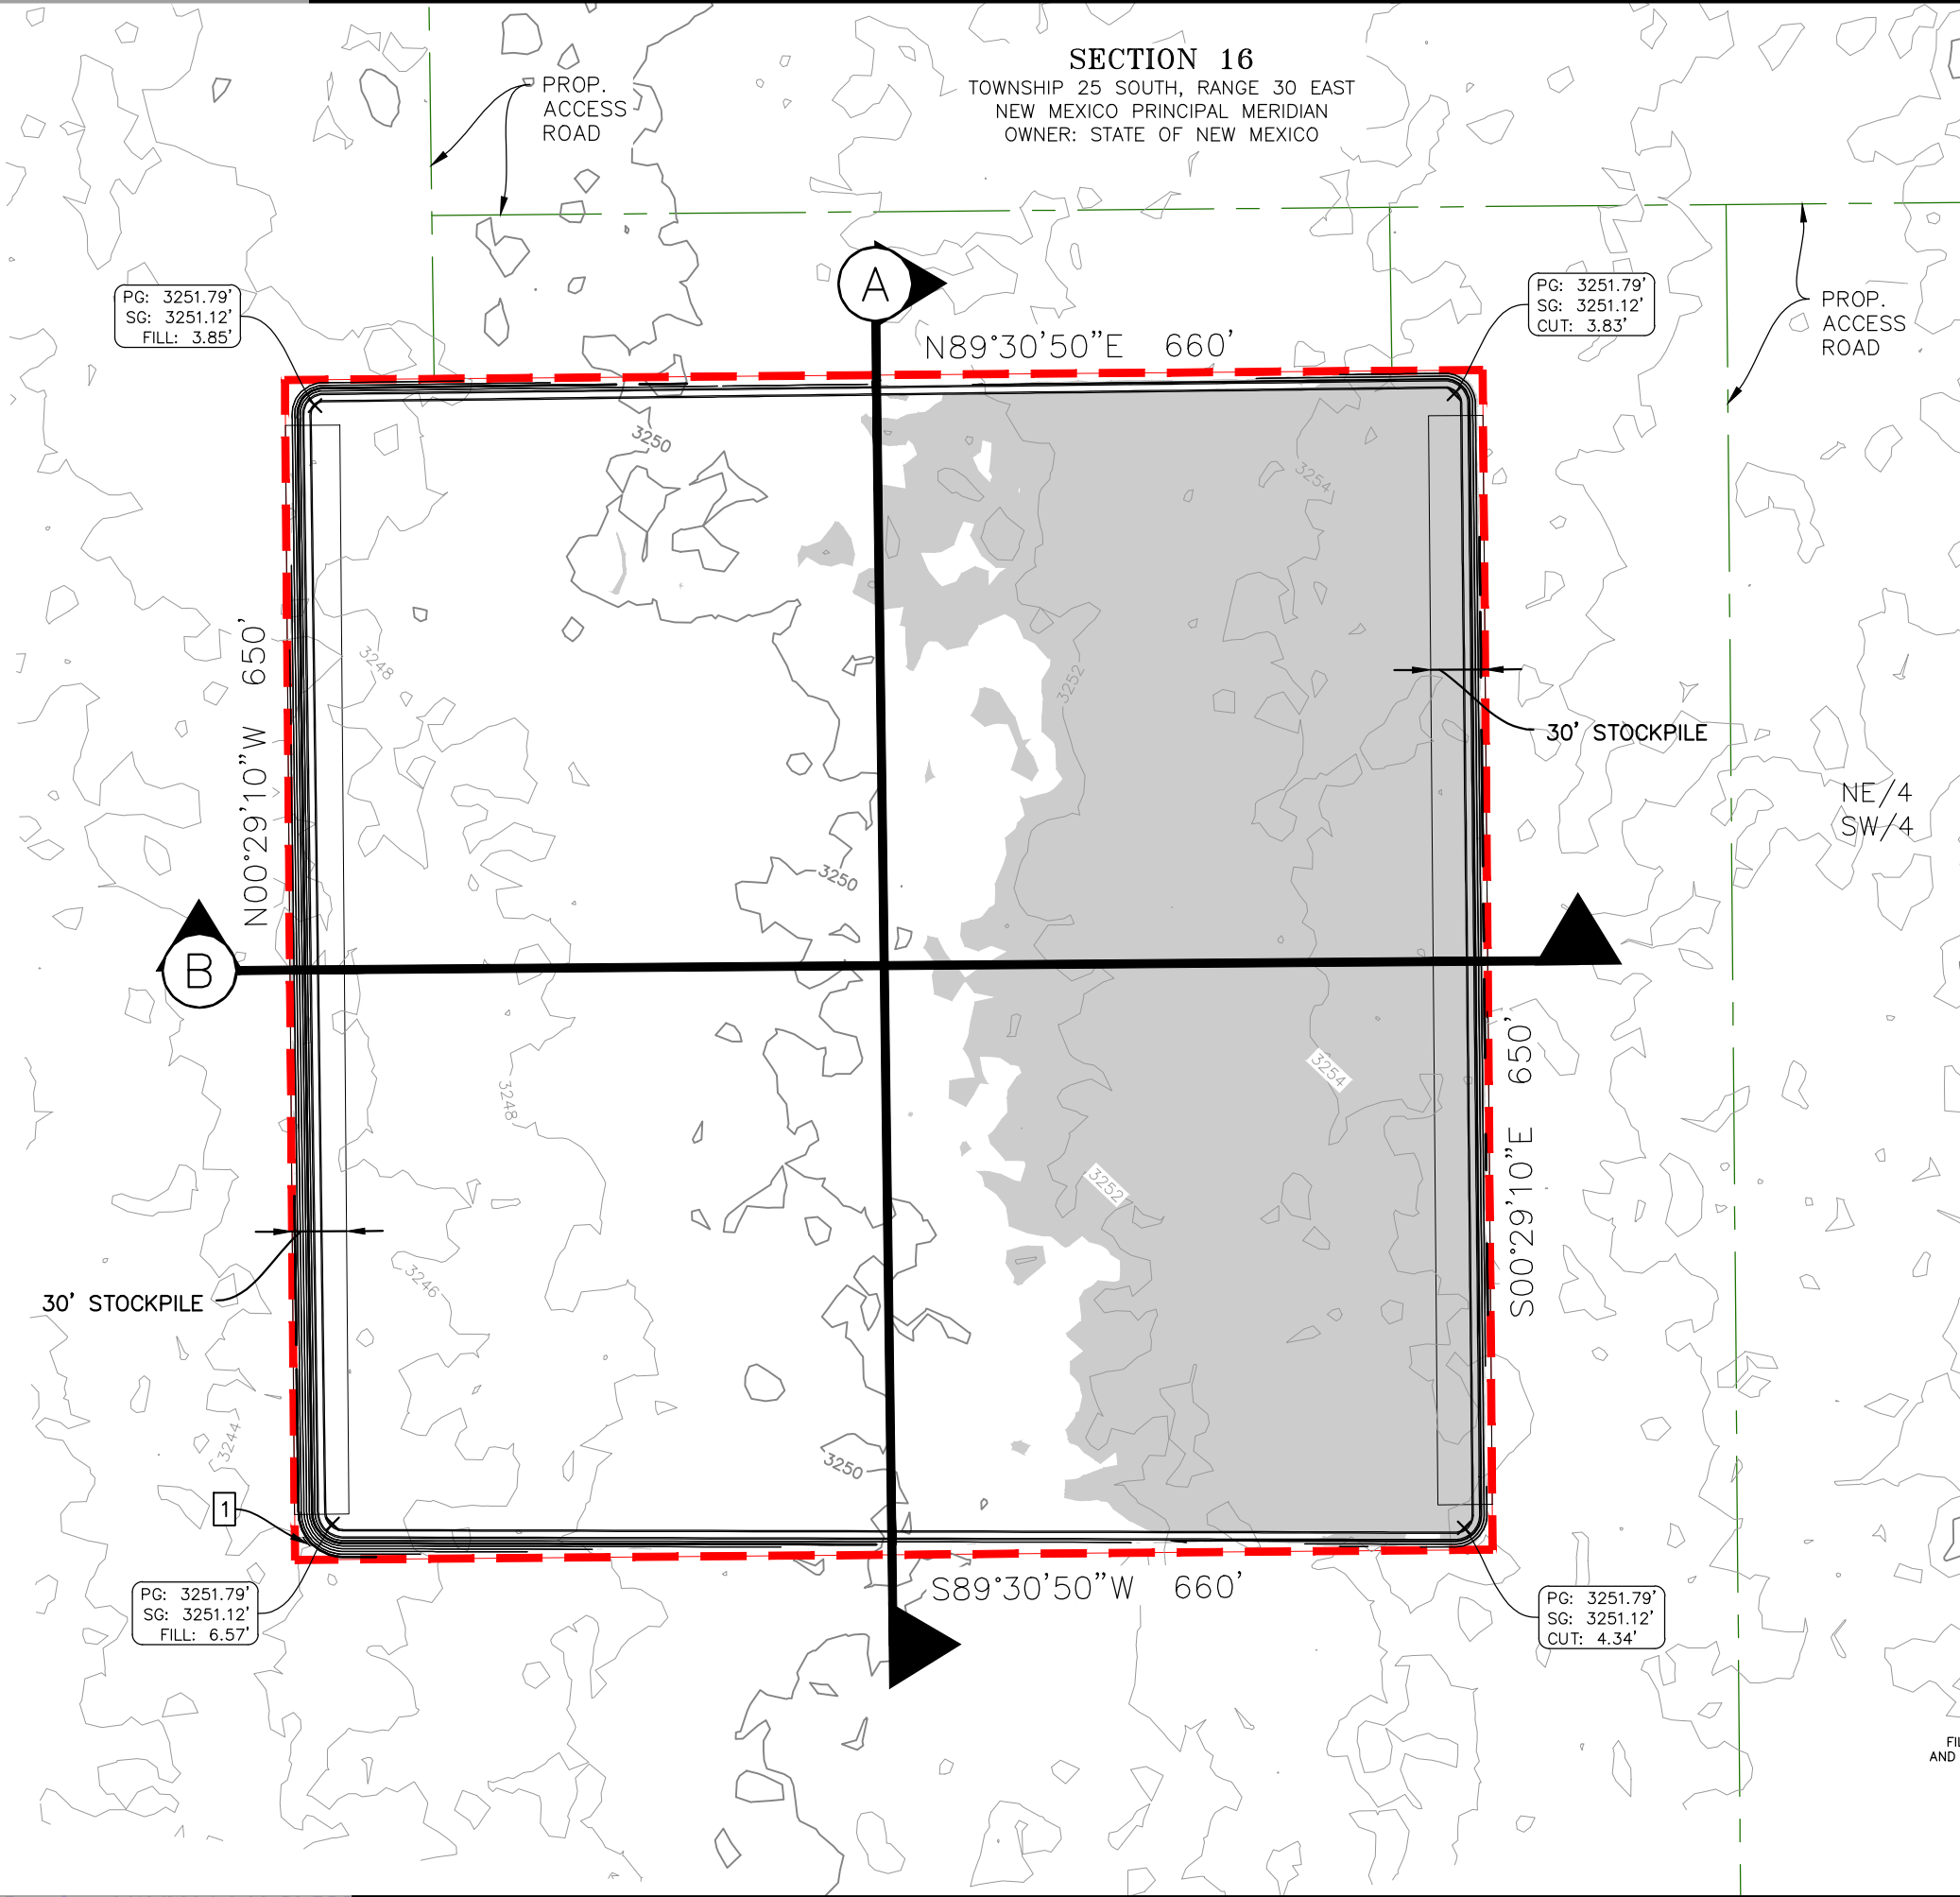 SECTION 16
TOWNSHIP 25 SOUTH, RANGE 30 EAST
NEW MEXICO PRINCIPAL MERIDIAN
OWNER: STATE OF NEW MEXICO
PROP.
ACCESS
ROAD
A
PG: 3251.79'
SG: 3251.12'
FILL: 3.85'
PG: 3251.79'
SG: 3251.12'
CUT: 3.83'
PROP.
ACCESS
ROAD
N89°30'50"E 660'
3250
3254
N00°29'10"W 650'
3248
3252
30' STOCKPILE
NE/4
SW/4
3250
B
3248
3254
S00°29'10"E 650'
3252
3246
30' STOCKPILE
3244
3250
1
PG: 3251.79'
SG: 3251.12'
FILL: 6.57'
S89°30'50"W 660'
PG: 3251.79'
SG: 3251.12'
CUT: 4.34'
AND